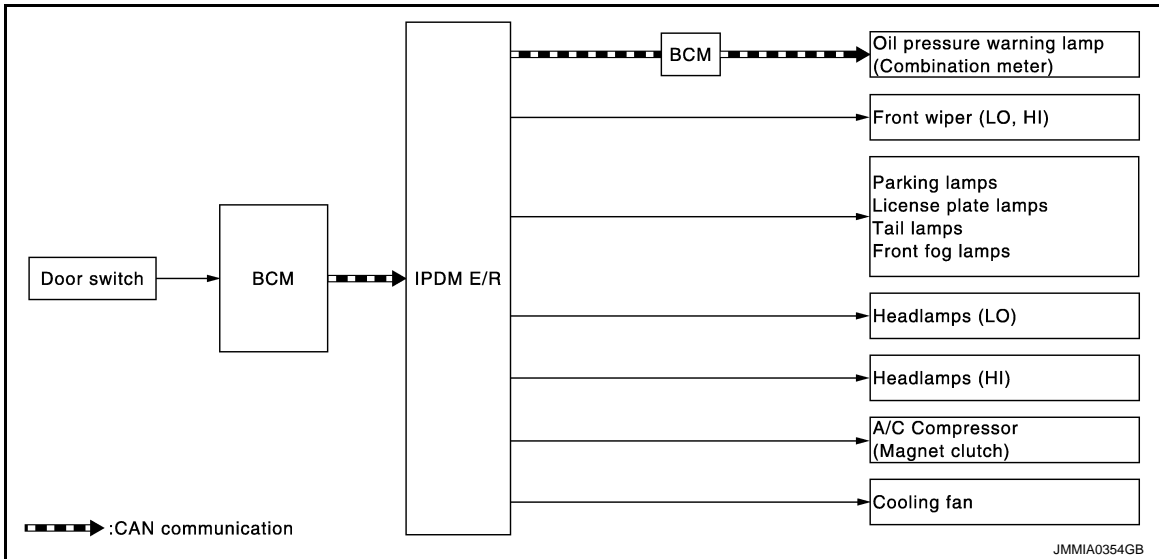 Door switch
BCM
IPDM E/R
BCM
Oil pressure warning lamp
(Combination meter)
Front wiper (LO, HI)
Parking lamps
License plate lamps
Tail lamps
Front fog lamps
Headlamps (LO)
Headlamps (HI)
A/C Compressor
(Magnet clutch)
Cooling fan
:CAN communication
JMMIA0354GB